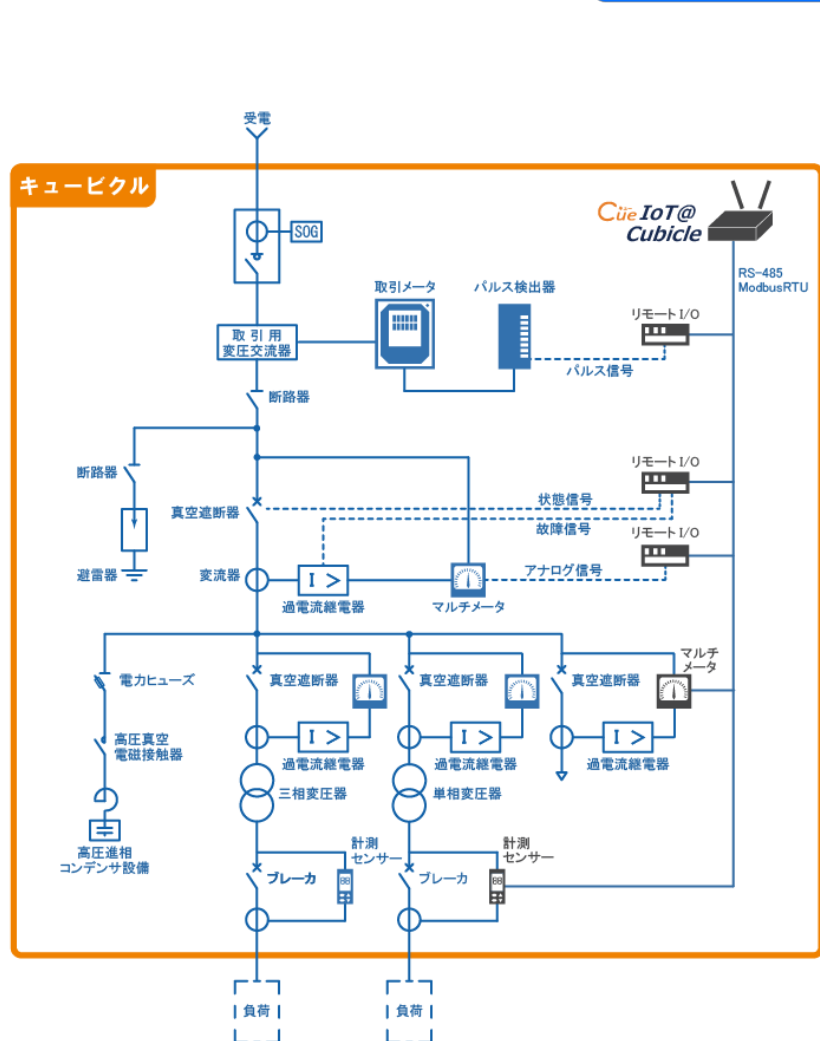 受電
キュービクル
SOG
Cue IoT@
キュー
Cubicle
RS-485
ModbusRTU
取引メータ
パルス検出器
リモート I/O
取引用
変圧交流器
パルス信号
断路器
断路器
リモート I/O
状態信号
真空遮断器
故障信号
リモート I/O
避雷器
変流器
I >
アナログ信号
過電流継電器
マルチメータ
マルチ
メータ
電力ヒューズ
真空遮断器
真空遮断器
真空遮断器
高圧真空
電磁接触器
I >
I >
I >
過電流継電器
過電流継電器
過電流継電器
三相変圧器
単相変圧器
高圧進相
コンデンサ設備
計測
センサー
計測
センサー
ブレーカ
88
ブレーカ
88
負荷
負荷